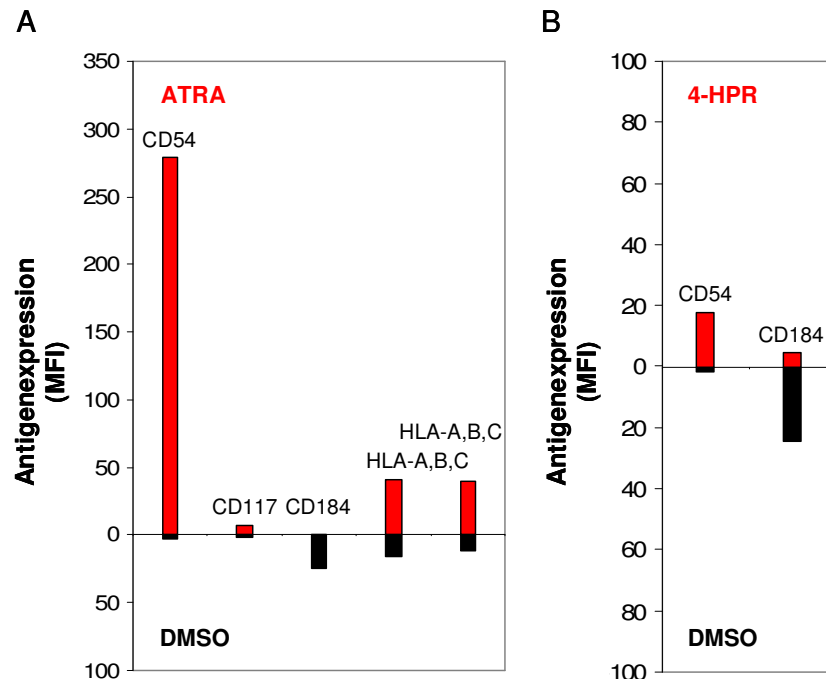 A
B
350
300
250
200
150
100
50
0
50
100
ATRA
CD54
CD117
CD184
HLA-A,B,C
HLA-A,B,C
DMSO
Antigenexpression
(MFI)
100
80
60
40
20
0
20
40
60
80
100
4-HPR
CD54
CD184
DMSO
Antigenexpression
(MFI)